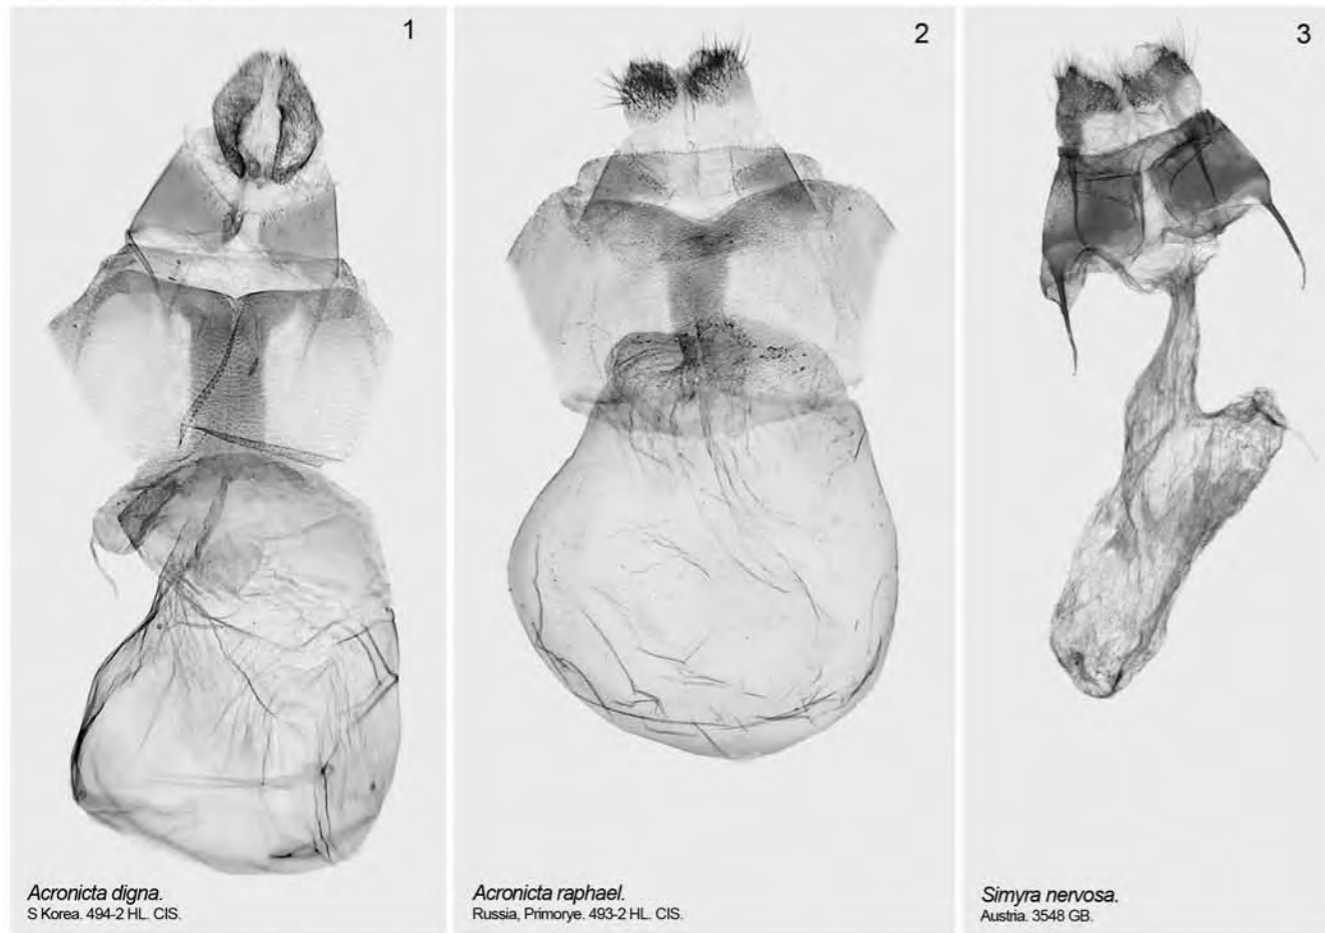 1
2
3
Acronicta digna.
S Korea. 494-2 HL. CIS.
Acronicta raphael.
Russia, Primorye. 493-2 HL. CIS.
Simyra nervosa.
Austria. 3548 GB.